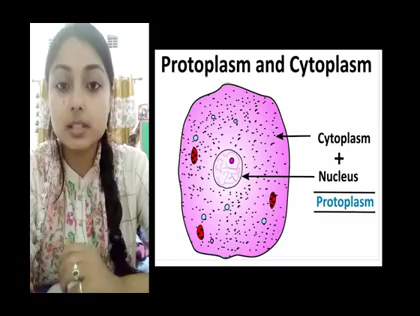 Protoplasm and Cytoplasm
Cytoplasm
+
Nucleus
Protoplasm